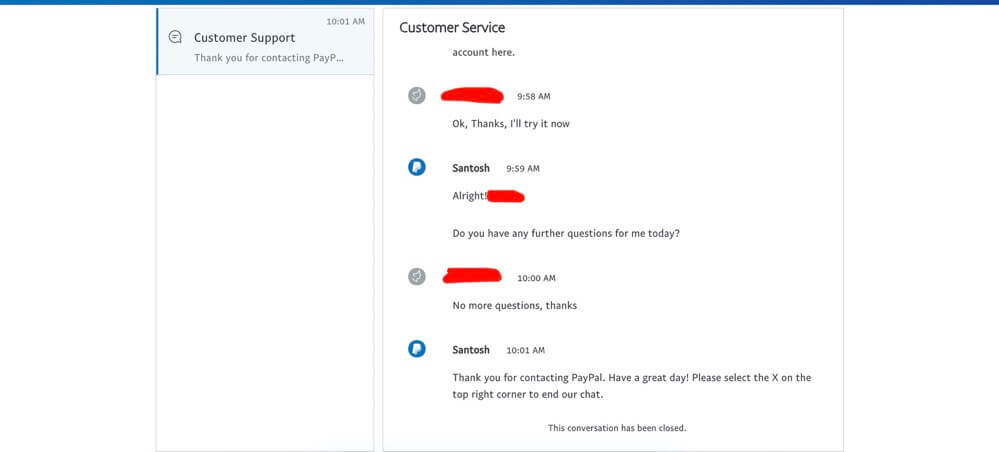 10:01 AM
Customer Support
Thank you for contacting PayP...
Customer Service
account here.
9:58 AM
Ok, Thanks, I'll try it now
Santosh 9:59 AM
Alright!
Do you have any further questions for me today?
10:00 AM
No more questions, thanks
Santosh 10:01 AM
Thank you for contacting PayPal. Have a great day! Please select the X on the
top right corner to end our chat.
This conversation has been closed.